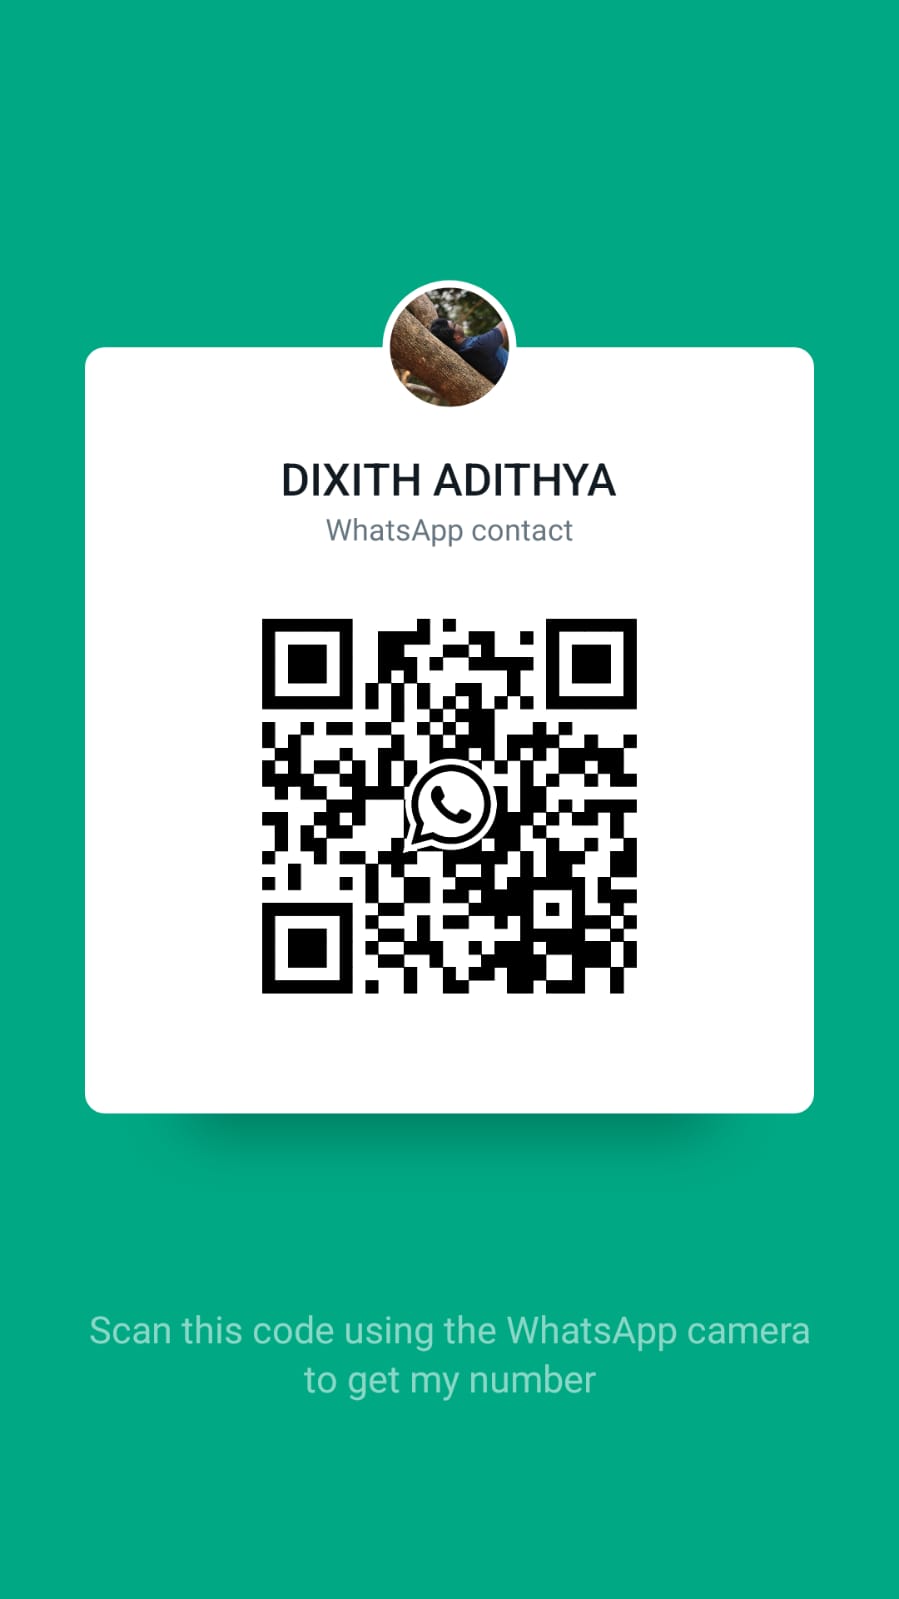 DIXITH ADITHYA
WhatsApp contact
Scan this code using the WhatsApp camera
to get my number